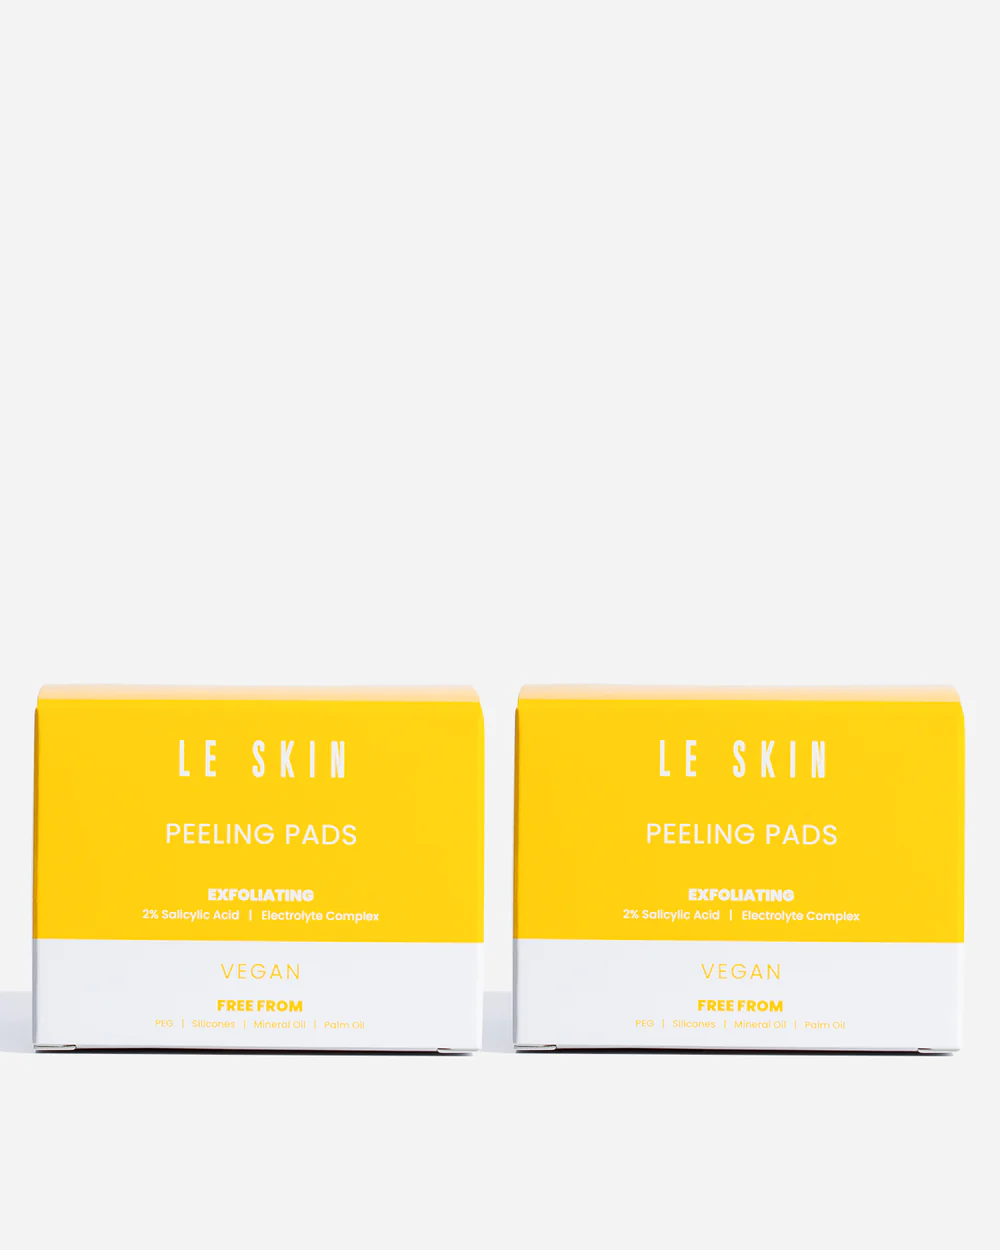 LE SKIN
PEELING PADS
EXFOLIATING
2% Salicylic Acid | Electrolyte Complex
VEGAN
FREE FROM
PEG | Silicones | Mineral Oil | Palm Oil
LE SKIN
PEELING PADS
EXFOLIATING
2% Salicylic Acid | Electrolyte Complex
VEGAN
FREE FROM
PEG | Silicones | Mineral Oil | Palm Oil